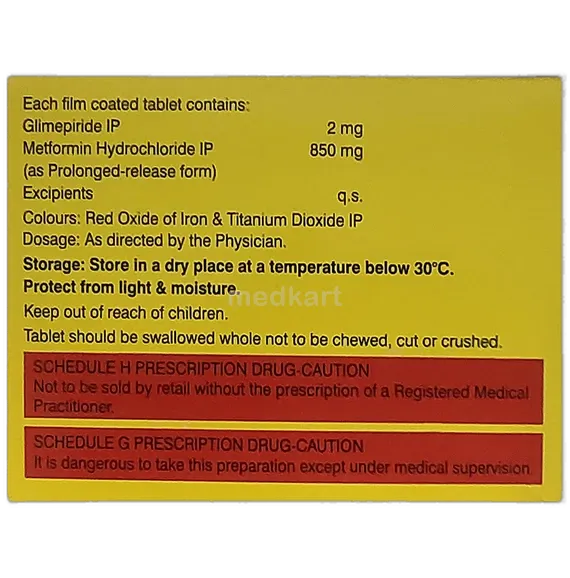 Each film coated tablet contains:
Glimepiride IP 2 mg
Metformin Hydrochloride IP 850 mg
(as Prolonged-release form)
Excipients q.s.
Colours: Red Oxide of Iron & Titanium Dioxide IP
Dosage: As directed by the Physician.
Storage: Store in a dry place at a temperature below 30°C.
Protect from light & moisture.
medkart
Keep out of reach of children.
Tablet should be swallowed whole not to be chewed, cut or crushed.
SCHEDULE H PRESCRIPTION DRUG-CAUTION
Not to be sold by retail without the prescription of a Registered Medical
Practitioner.
SCHEDULE G PRESCRIPTION DRUG-CAUTION
It is dangerous to take this preparation except under medical supervision